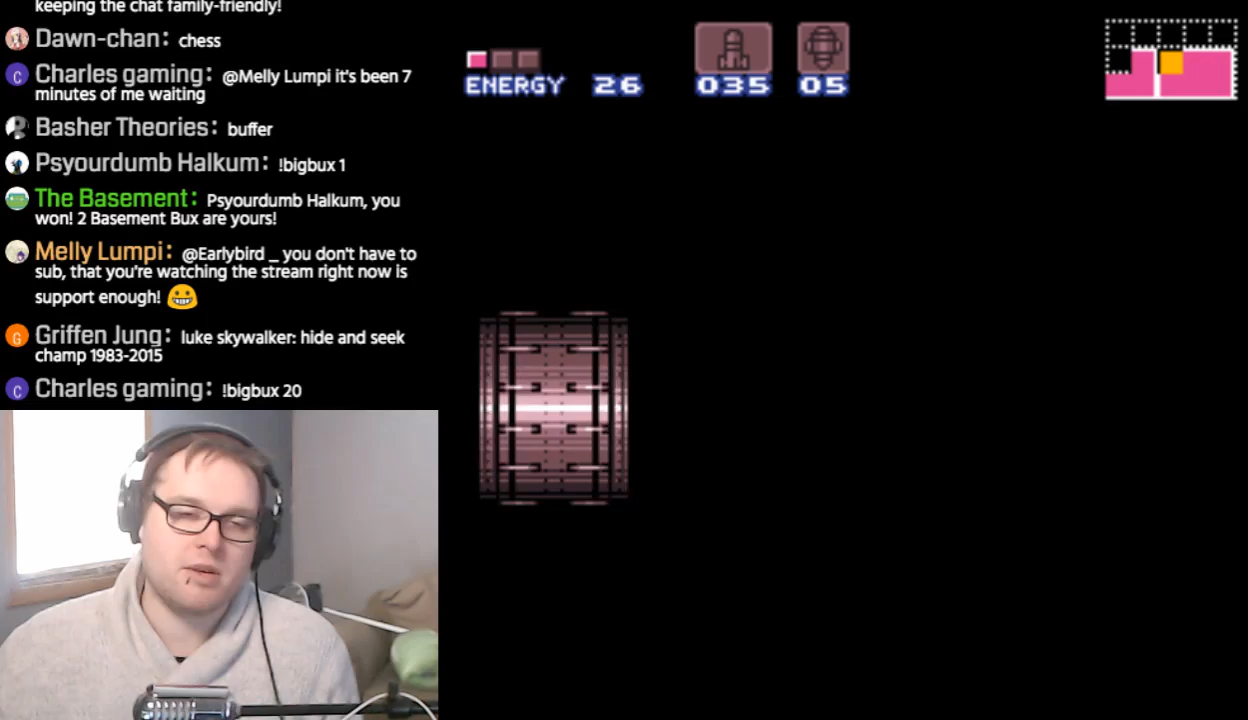 keeping the chat family-friendly!
Dawn-chan: chess
C Charles gaming: @Melly Lumpi it's been 7
minutes of me waiting
Basher Theories: buffer
Psyourdumb Halkum: !bigbux 1
The Basement: Psyourdumb Halkum, you
won! 2 Basement Bux are yours!
Melly Lumpi: @Earlybird _ you don't have to
sub, that you're watching the stream right now is
support enough! 😀
G Griffen Jung: luke skywalker: hide and seek
champ 1983-2015
C Charles gaming: !bigbux 20
ENERGY 26 035 05